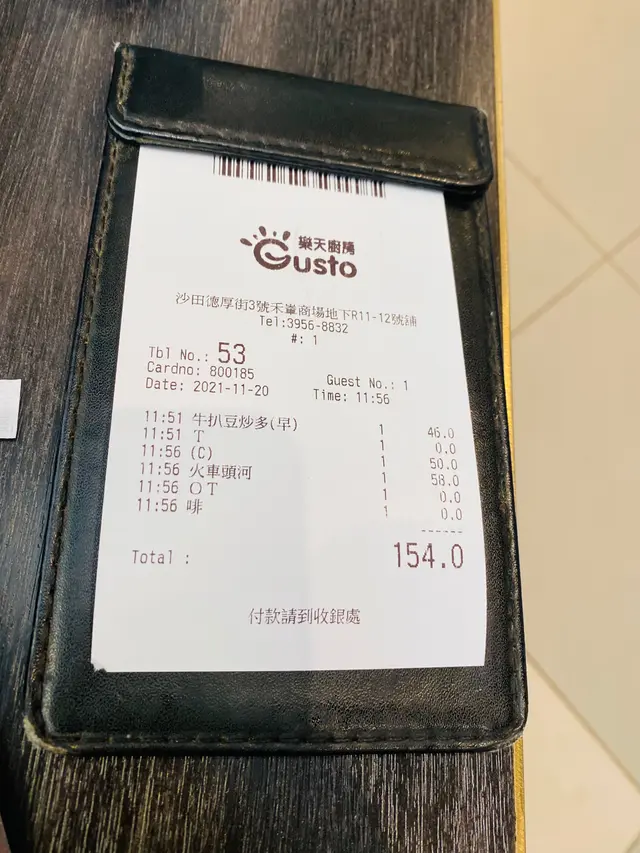 樂天廚房
Gusto
沙田德厚街3號禾輋商場地下R11-12號舖
Tel:3956-8832
#: 1
Tbl No.: 53
Cardno: 800185 Guest No.: 1
Date: 2021-11-20 Time: 11:56
11:51 牛扒豆炒多(早) 1 46.0
11:51 T 1 0.0
11:56 (C) 1 50.0
11:56 火車頭河 1 58.0
11:56 OT 1 0.0
11:56 啡 1 0.0
------
Total : 154.0
付款請到收銀處